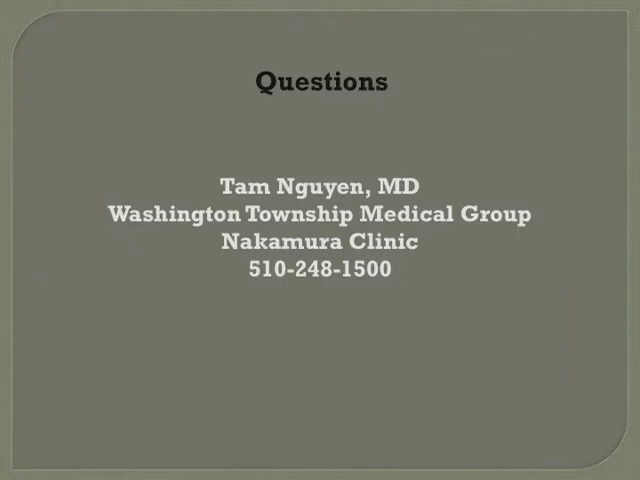 Questions
Tam Nguyen, MD
Washington Township Medical Group
Nakamura Clinic
510-248-1500